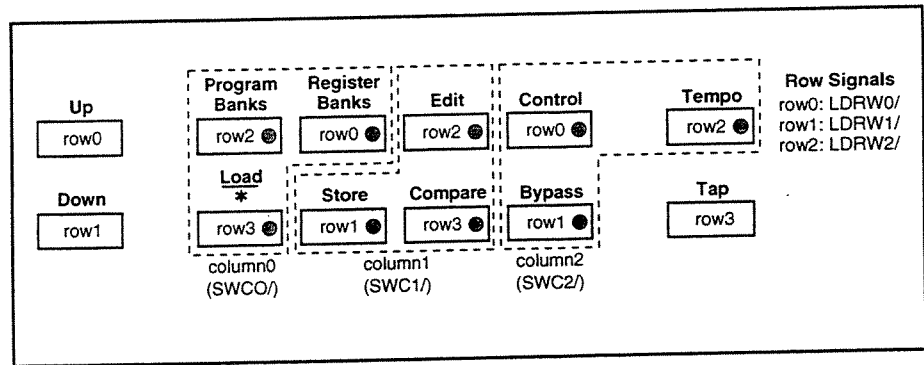 Up
row0
Program
Banks
row2
Register
Banks
row0
Edit
row2
Control
row0
Tempo
row2
Row Signals
row0: LDRW0/
row1: LDRW1/
row2: LDRW2/
Down
row1
Load
*
row3
Store
row1
Compare
row3
Bypass
row1
Tap
row3
column0
(SWCO/)
column1
(SWC1/)
column2
(SWC2/)